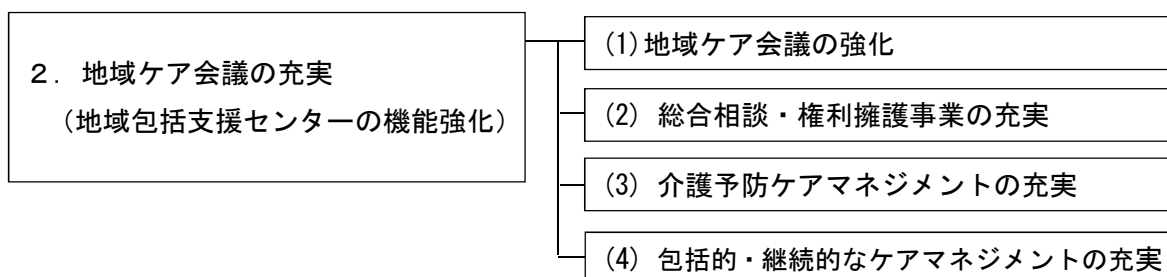 ２．地域ケア会議の充実
（地域包括支援センターの機能強化）
(1)地域ケア会議の強化
(2) 総合相談・権利擁護事業の充実
(3) 介護予防ケアマネジメントの充実
(4) 包括的・継続的なケアマネジメントの充実